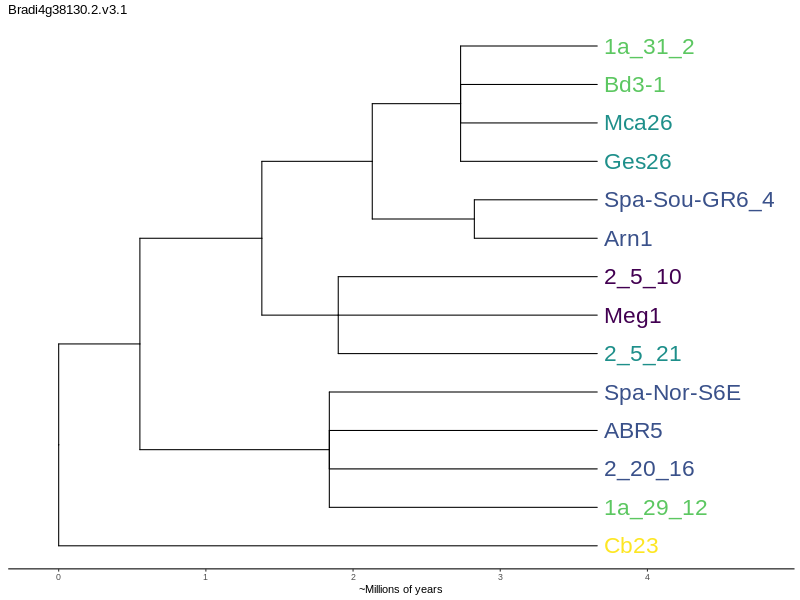 Bradi4g38130.2.v3.1
1a_31_2
Bd3-1
Mca26
Ges26
Spa-Sou-GR6_4
Arn1
2_5_10
Meg1
2_5_21
Spa-Nor-S6E
ABR5
2_20_16
1a_29_12
Cb23
0 1 2 3 4
~Millions of years